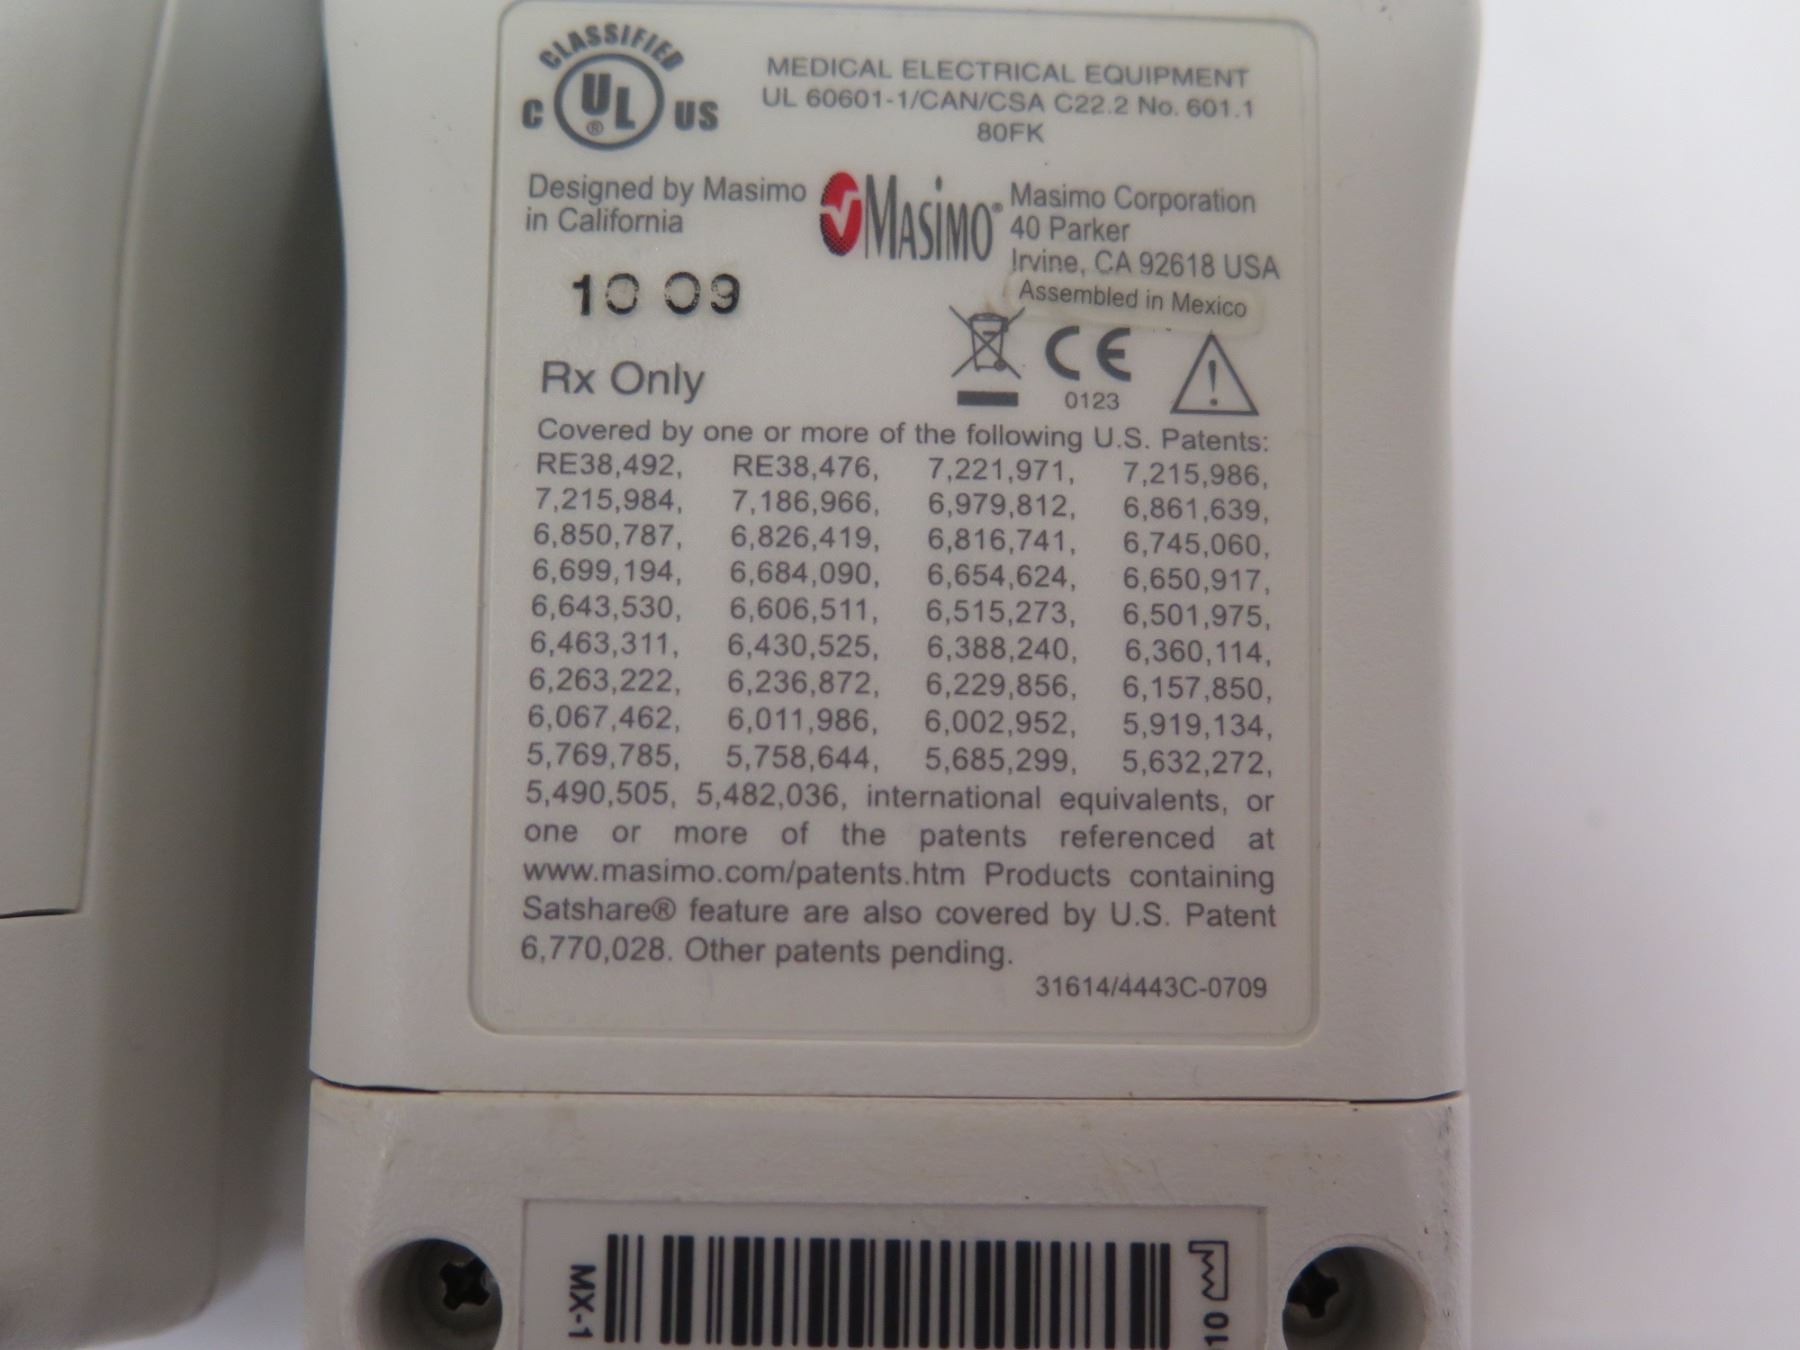 CLASSIFIED
C UL® US
MEDICAL ELECTRICAL EQUIPMENT
UL 60601-1/CAN/CSA C22.2 No. 601.1
80FK
Designed by Masimo
in California
MASIMO®
Masimo Corporation
40 Parker
Irvine, CA 92618 USA
Assembled in Mexico
10 09
CE
0123
Rx Only
Covered by one or more of the following U.S. Patents:
RE38,492, RE38,476, 7,221,971, 7,215,986,
7,215,984, 7,186,966, 6,979,812, 6,861,639,
6,850,787, 6,826,419, 6,816,741, 6,745,060,
6,699,194, 6,684,090, 6,654,624, 6,650,917,
6,643,530, 6,606,511, 6,515,273, 6,501,975,
6,463,311, 6,430,525, 6,388,240, 6,360,114,
6,263,222, 6,236,872, 6,229,856, 6,157,850,
6,067,462, 6,011,986, 6,002,952, 5,919,134,
5,769,785, 5,758,644, 5,685,299, 5,632,272,
5,490,505, 5,482,036, international equivalents, or
one or more of the patents referenced at
www.masimo.com/patents.htm Products containing
Satshare® feature are also covered by U.S. Patent
6,770,028. Other patents pending.
31614/4443C-0709
MX-1
10